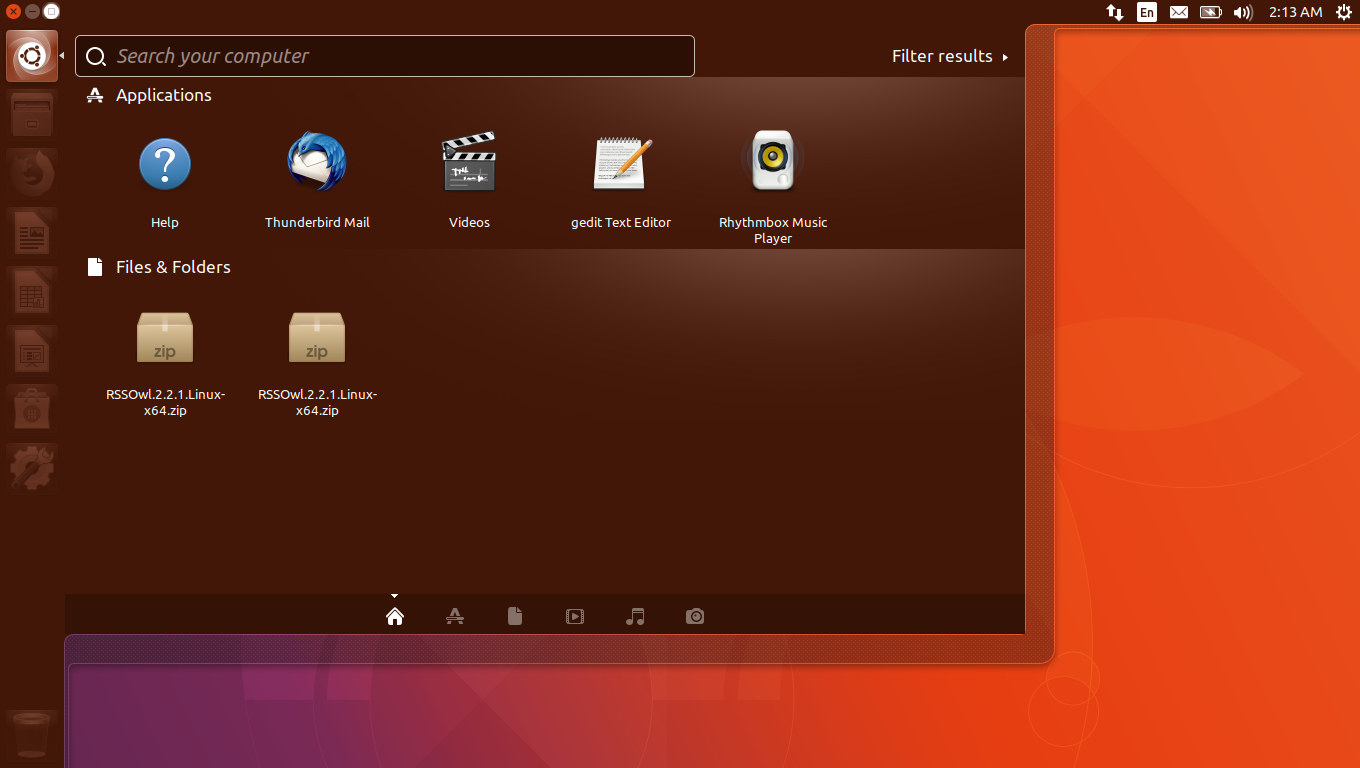 En
2:13 AM
Search your computer
Filter results
Applications
?
Help
Thunderbird Mail
Videos
gedit Text Editor
Rhythmbox Music
Player
Files & Folders
zip
zip
RSSOwl.2.2.1.Linux-
x64.zip
RSSOwl.2.2.1.Linux-
x64.zip